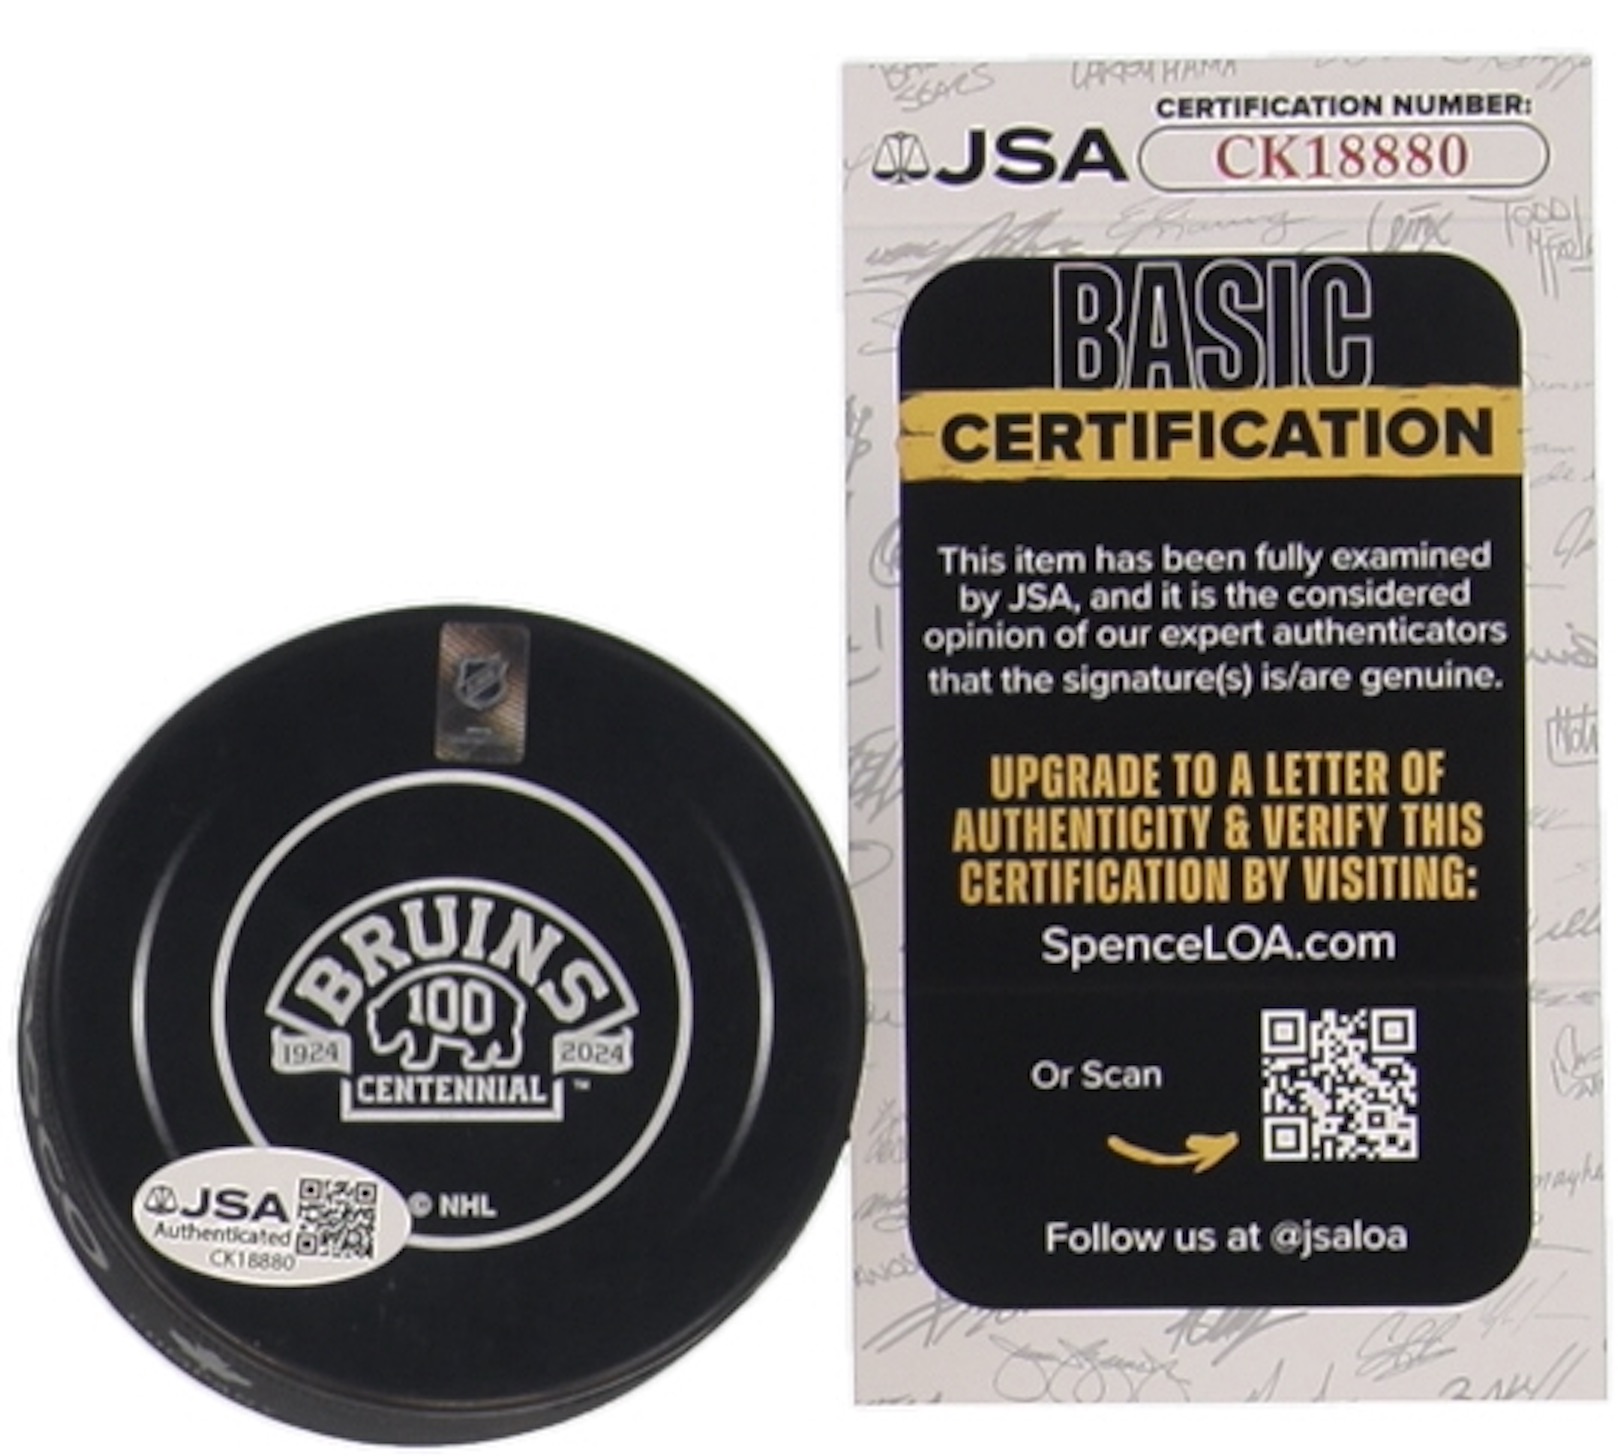 CERTIFICATION NUMBER:
JSA CK18880
BASIC
CERTIFICATION
This item has been fully examined
by JSA, and it is the considered
opinion of our expert authenticators
that the signature(s) is/are genuine.
UPGRADE TO A LETTER OF
AUTHENTICITY & VERIFY THIS
CERTIFICATION BY VISITING:
SpenceLOA.com
Or Scan
Follow us at @jsaloa
BRUINS
100
1924 2024
CENTENNIAL ™
© NHL
JSA
Authenticated
CK18880